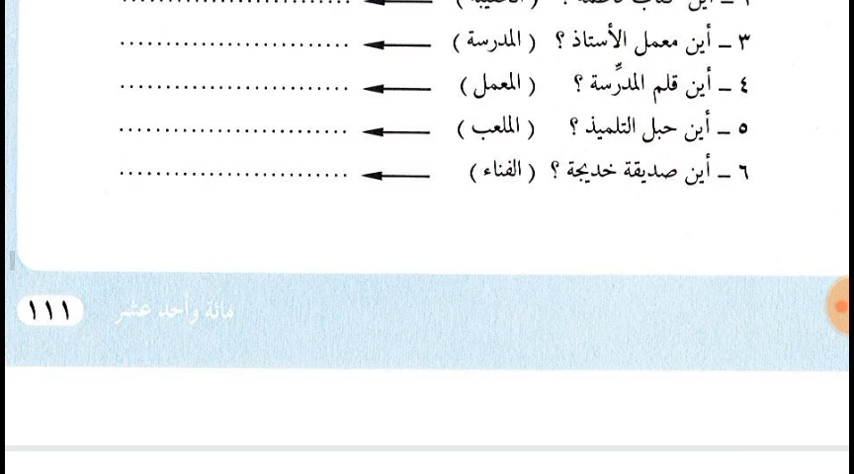 ٣ – أين معمل الأستاذ ؟ ( المدرسة ) ..........................
٤ – أين قلم المدرِّسة ؟ ( المعمل ) ..........................
٥ – أين حبل التلميذ ؟ ( الملعب ) ..........................
٦ – أين صديقة خديجة ؟ ( الفناء ) ..........................
١١١ مائة وأحد عشر